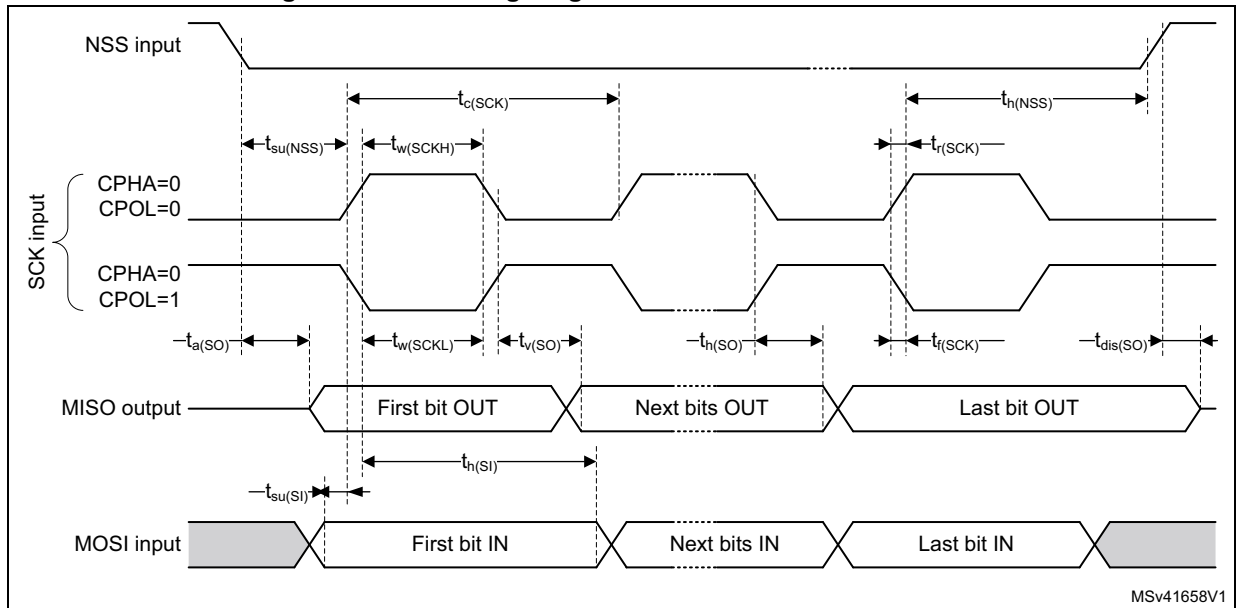 NSS input
tc(SCK)
th(NSS)
tsu(NSS)
tw(SCKH)
tr(SCK)
SCK input
CPHA=0
CPOL=0
CPHA=0
CPOL=1
ta(SO)
tw(SCKL)
tv(SO)
th(SO)
tf(SCK)
tdis(SO)
MISO output
First bit OUT
Next bits OUT
Last bit OUT
th(SI)
tsu(SI)
MOSI input
First bit IN
Next bits IN
Last bit IN
MSv41658V1